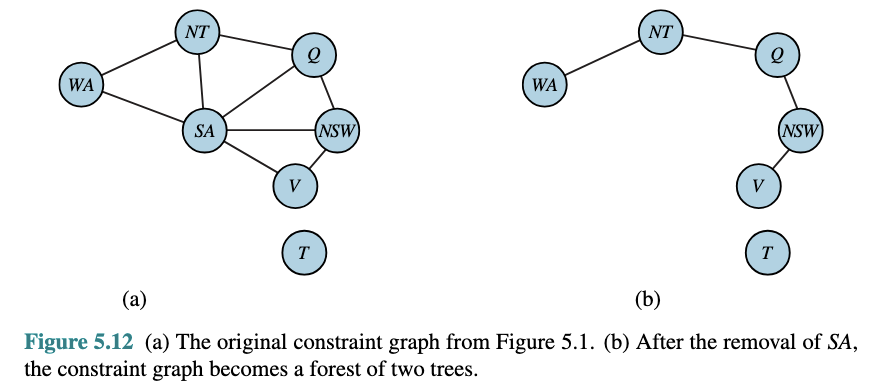 NT
Q
WA
SA
NSW
V
T
(a)
NT
Q
WA
NSW
V
T
(b)
Figure 5.12 (a) The original constraint graph from Figure 5.1. (b) After the removal of SA,
the constraint graph becomes a forest of two trees.